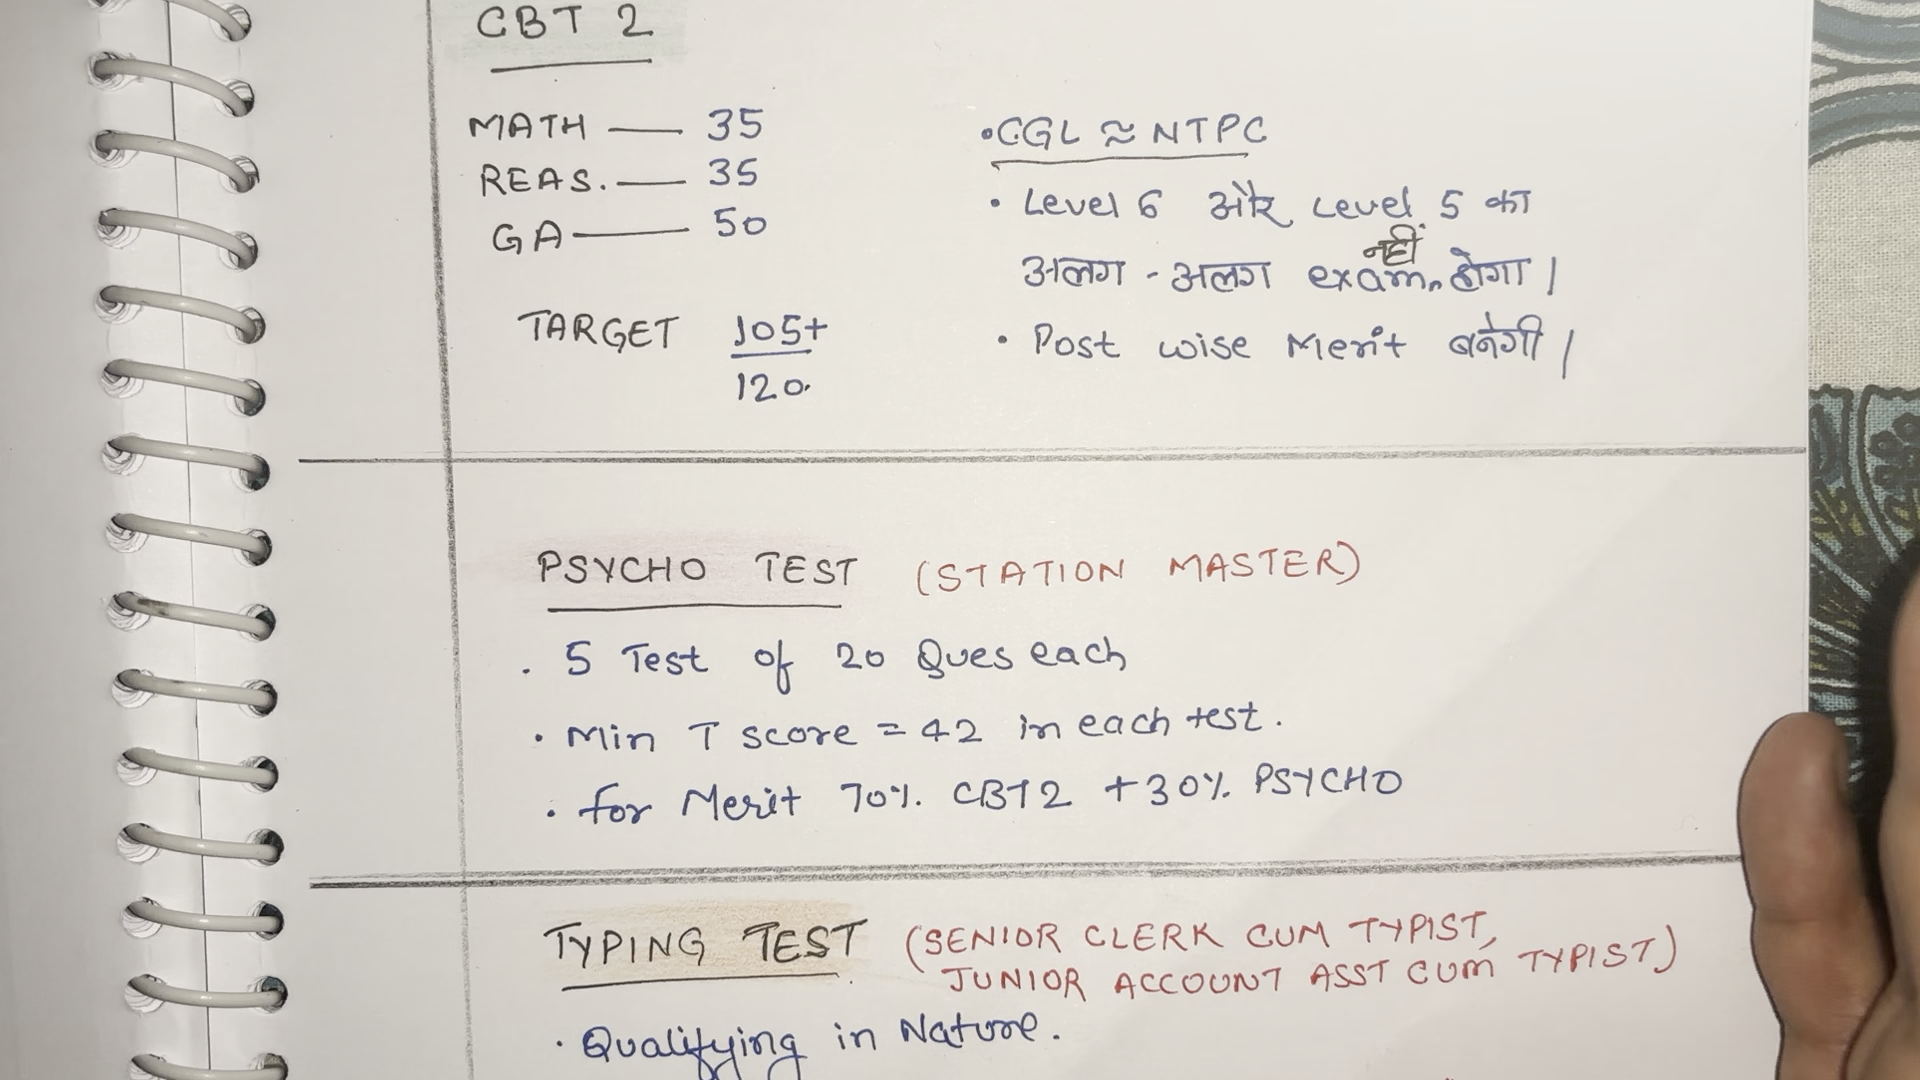 CBT 2
MATH — 35
REAS. — 35
GA — 50
TARGET 105+
120
• CGL ≈ NTPC
• Level 6 और Level 5 का
अलग - अलग exam नहीं होगा।
• Post wise Merit बनेगी।
PSYCHO TEST (STATION MASTER)
. 5 Test of 20 Ques each
• Min T score = 42 in each test.
• for Merit 70% CBT2 + 30% PSYCHO
TYPING TEST (SENIOR CLERK CUM TYPIST,
JUNIOR ACCOUNT ASST CUM TYPIST)
• Qualifying in Nature.